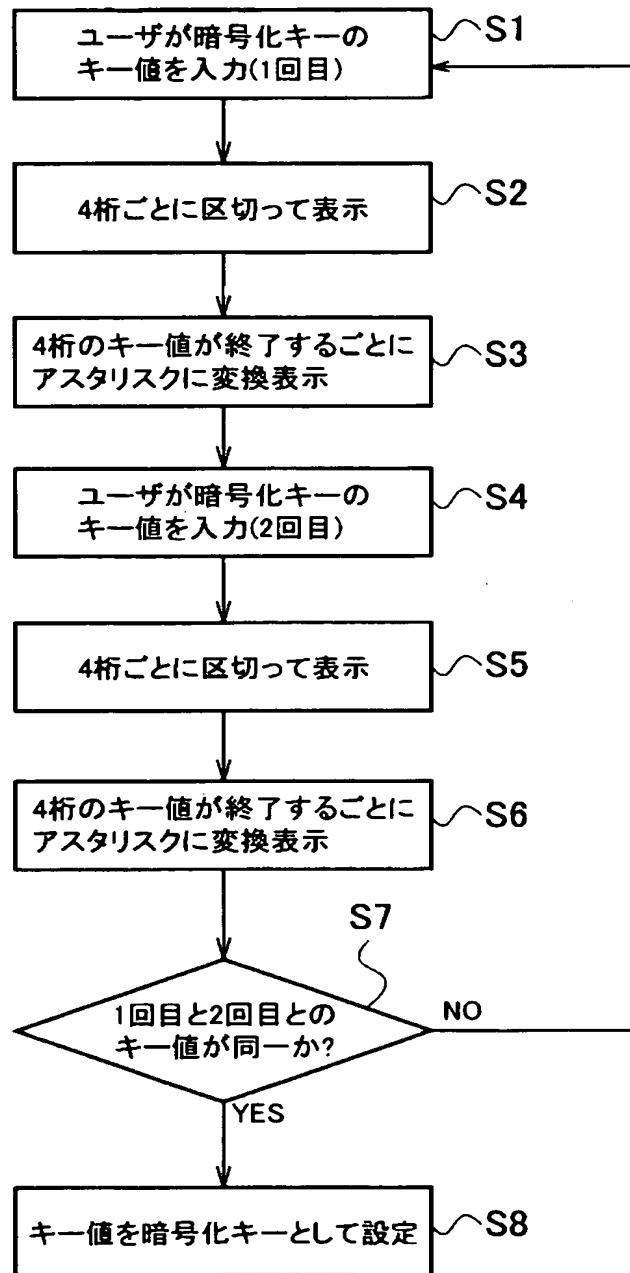 ユーザが暗号化キーの
キー値を入力(1回目)
S1
4桁ごとに区切って表示
S2
4桁のキー値が終了するごとに
アスタリスクに変換表示
S3
ユーザが暗号化キーの
キー値を入力(2回目)
S4
4桁ごとに区切って表示
S5
4桁のキー値が終了するごとに
アスタリスクに変換表示
S6
S7
1回目と2回目との
キー値が同一か?
NO
YES
キー値を暗号化キーとして設定
S8